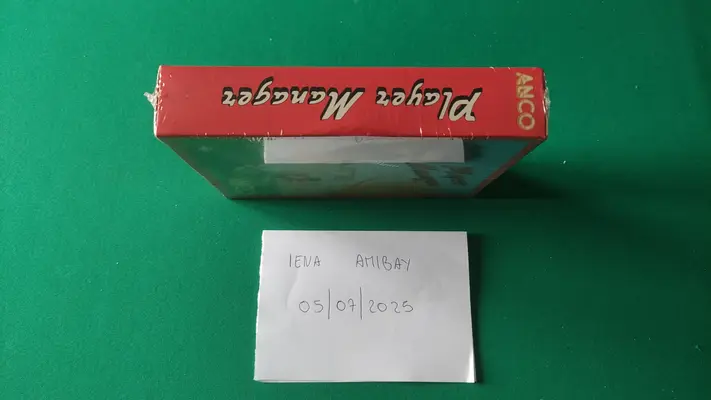 ANCO
Player Manager
IENA AMIBAY
05/07/2025